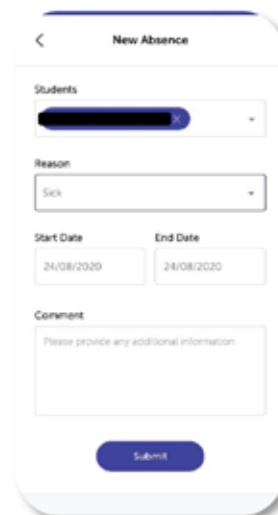 New Absence
Students
Reason
Sick
Start Date End Date
24/08/2020 24/08/2020
Comment
Please provide any additional information
Submit